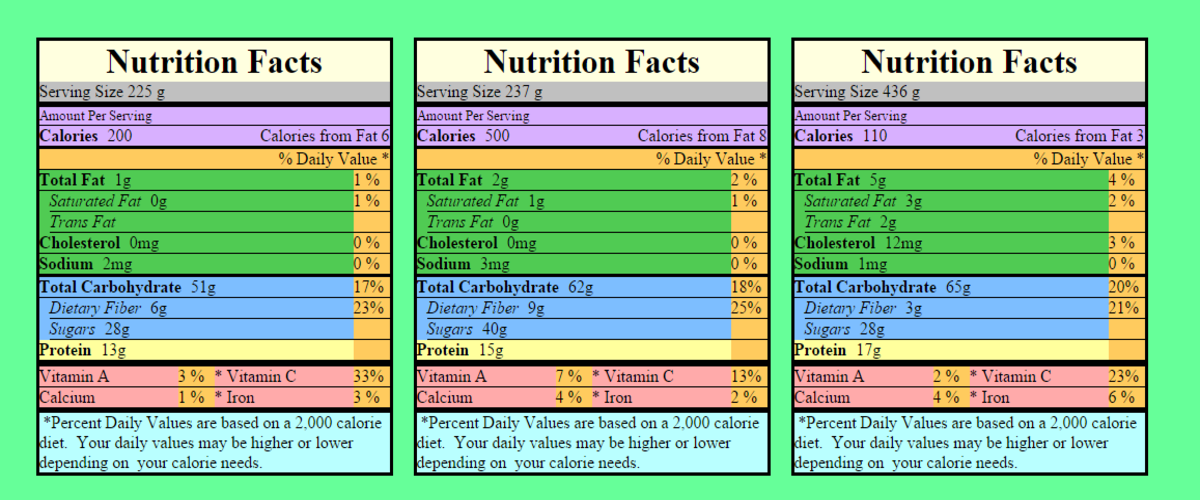 Nutrition Facts
Serving Size 225 g
Amount Per Serving
Calories 200 Calories from Fat 6
% Daily Value *
Total Fat 1g 1 %
Saturated Fat 0g 1 %
Trans Fat
Cholesterol 0mg 0 %
Sodium 2mg 0 %
Total Carbohydrate 51g 17%
Dietary Fiber 6g 23%
Sugars 28g
Protein 13g
Vitamin A 3 % * Vitamin C 33%
Calcium 1 % * Iron 3 %
*Percent Daily Values are based on a 2,000 calorie
diet. Your daily values may be higher or lower
depending on your calorie needs.
Nutrition Facts
Serving Size 237 g
Amount Per Serving
Calories 500 Calories from Fat 8
% Daily Value *
Total Fat 2g 2 %
Saturated Fat 1g 1 %
Trans Fat 0g
Cholesterol 0mg 0 %
Sodium 3mg 0 %
Total Carbohydrate 62g 18%
Dietary Fiber 9g 25%
Sugars 40g
Protein 15g
Vitamin A 7 % * Vitamin C 13%
Calcium 4 % * Iron 2 %
*Percent Daily Values are based on a 2,000 calorie
diet. Your daily values may be higher or lower
depending on your calorie needs.
Nutrition Facts
Serving Size 436 g
Amount Per Serving
Calories 110 Calories from Fat 3
% Daily Value *
Total Fat 5g 4 %
Saturated Fat 3g 2 %
Trans Fat 2g
Cholesterol 12mg 3 %
Sodium 1mg 0 %
Total Carbohydrate 65g 20%
Dietary Fiber 3g 21%
Sugars 28g
Protein 17g
Vitamin A 2 % * Vitamin C 23%
Calcium 4 % * Iron 6 %
*Percent Daily Values are based on a 2,000 calorie
diet. Your daily values may be higher or lower
depending on your calorie needs.